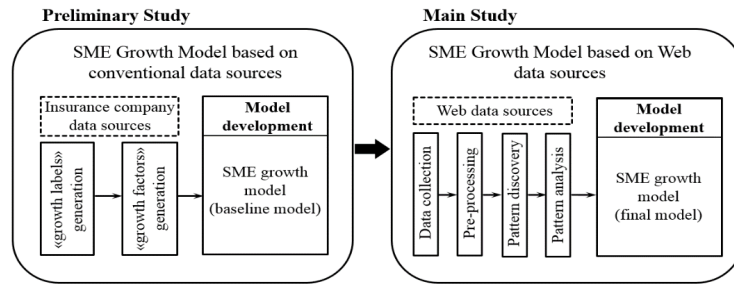 Preliminary Study
SME Growth Model based on
conventional data sources
Insurance company
data sources
«growth labels»
generation
«growth factors»
generation
Model
development
SME growth
model
(baseline model)
Main Study
SME Growth Model based on Web
data sources
Web data sources
Data collection
Pre-processing
Pattern discovery
Pattern analysis
Model
development
SME growth
model
(final model)